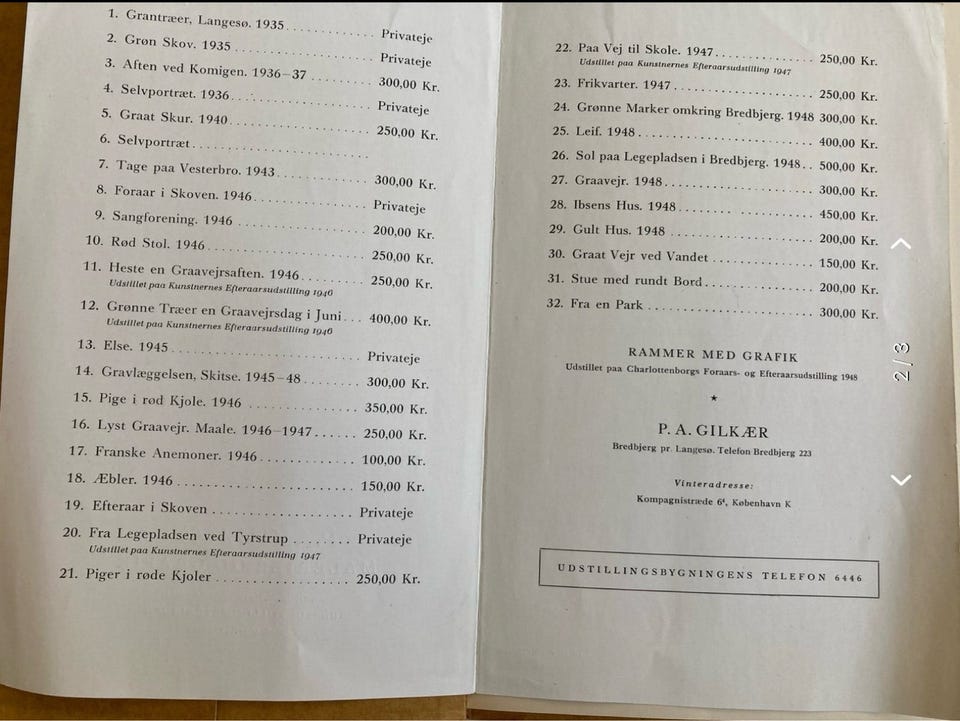 1. Grantræer, Langesø. 1935 ............ Privateje
2. Grøn Skov. 1935 .................... Privateje
3. Aften ved Komigen. 1936–37 ......... 300,00 Kr.
4. Selvportræt. 1936 .................. Privateje
5. Graat Skur. 1940 ................... 250,00 Kr.
6. Selvportræt ........................
7. Tage paa Vesterbro. 1943 ........... 300,00 Kr.
8. Foraar i Skoven. 1946 .............. Privateje
9. Sangforening. 1946 ................. 200,00 Kr.
10. Rød Stol. 1946 .................... 250,00 Kr.
11. Heste en Graavejrsaften. 1946 ..... 250,00 Kr.
Udstillet paa Kunstnernes Efteraarsudstilling 1946
12. Grønne Træer en Graavejrsdag i Juni ... 400,00 Kr.
Udstillet paa Kunstnernes Efteraarsudstilling 1946
13. Else. 1945 ........................ Privateje
14. Gravlæggelsen, Skitse. 1945–48 .... 300,00 Kr.
15. Pige i rød Kjole. 1946 ............ 350,00 Kr.
16. Lyst Graavejr. Maale. 1946–1947 ...... 250,00 Kr.
17. Franske Anemoner. 1946 ............ 100,00 Kr.
18. Æbler. 1946 ....................... 150,00 Kr.
19. Efteraar i Skoven ................. Privateje
20. Fra Legepladsen ved Tyrstrup ........ Privateje
Udstillet paa Kunstnernes Efteraarsudstilling 1947
21. Piger i røde Kjoler ............... 250,00 Kr.
22. Paa Vej til Skole. 1947 ........... 250,00 Kr.
Udstillet paa Kunstnernes Efteraarsudstilling 1947
23. Frikvarter. 1947 .................. 250,00 Kr.
24. Grønne Marker omkring Bredbjerg. 1948 300,00 Kr.
25. Leif. 1948 ........................ 400,00 Kr.
26. Sol paa Legepladsen i Bredbjerg. 1948 .. 500,00 Kr.
27. Graavejr. 1948 .................... 300,00 Kr.
28. Ibsens Hus. 1948 .................. 450,00 Kr.
29. Gult Hus. 1948 .................... 200,00 Kr.
30. Graat Vejr ved Vandet ............. 150,00 Kr.
31. Stue med rundt Bord ............... 200,00 Kr.
32. Fra en Park ....................... 300,00 Kr.
RAMMER MED GRAFIK
Udstillet paa Charlottenborgs Foraars- og Efteraarsudstilling 1948
★
P. A. GILKÆR
Bredbjerg pr. Langesø. Telefon Bredbjerg 223
Vinteradresse:
Kompagnistræde 6⁴, København K
UDSTILLINGSBYGNINGENS TELEFON 6446
2/3